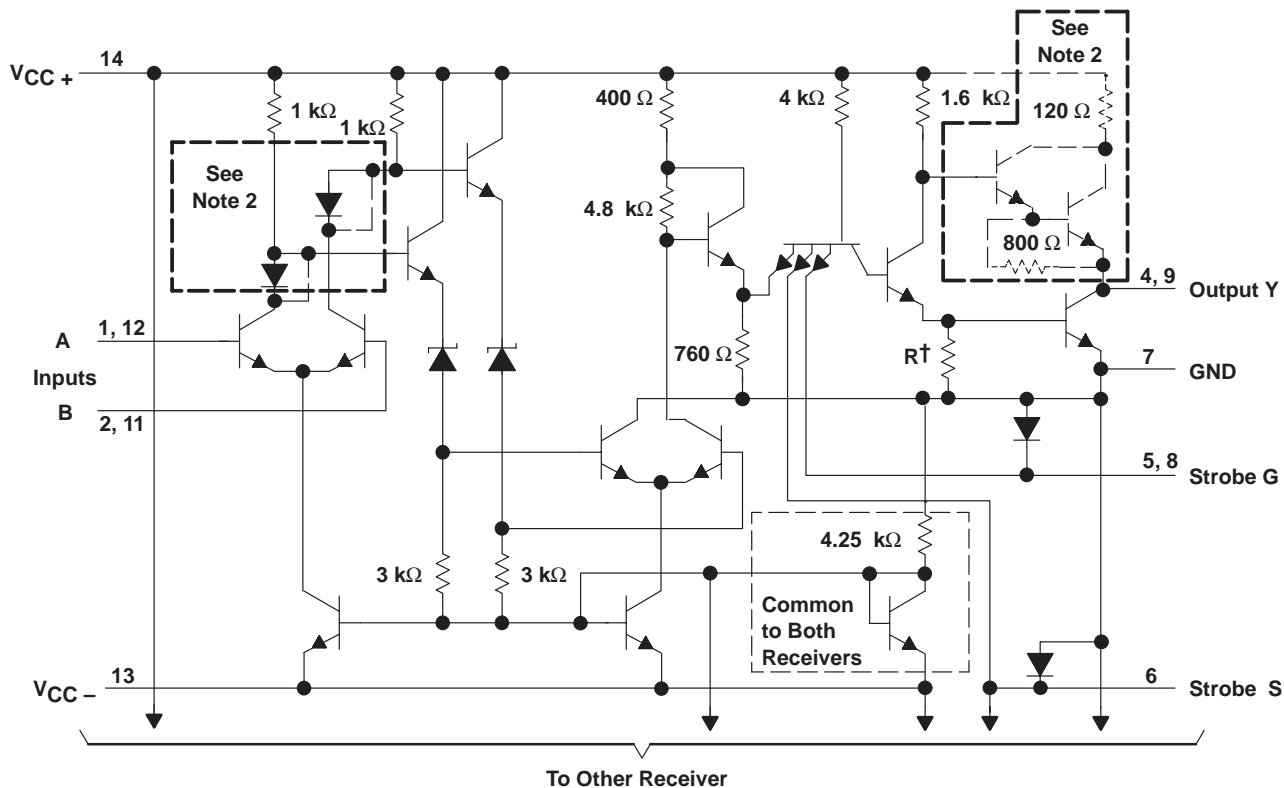 See
Note 2
14
VCC +
1 kΩ
1 kΩ
400 Ω
4 kΩ
1.6 kΩ
120 Ω
See
Note 2
4.8 kΩ
800 Ω
4, 9
Output Y
1, 12
A
Inputs
B
2, 11
760 Ω
R†
7
GND
5, 8
Strobe G
4.25 kΩ
3 kΩ
3 kΩ
Common
to Both
Receivers
13
VCC –
6
Strobe S
To Other Receiver